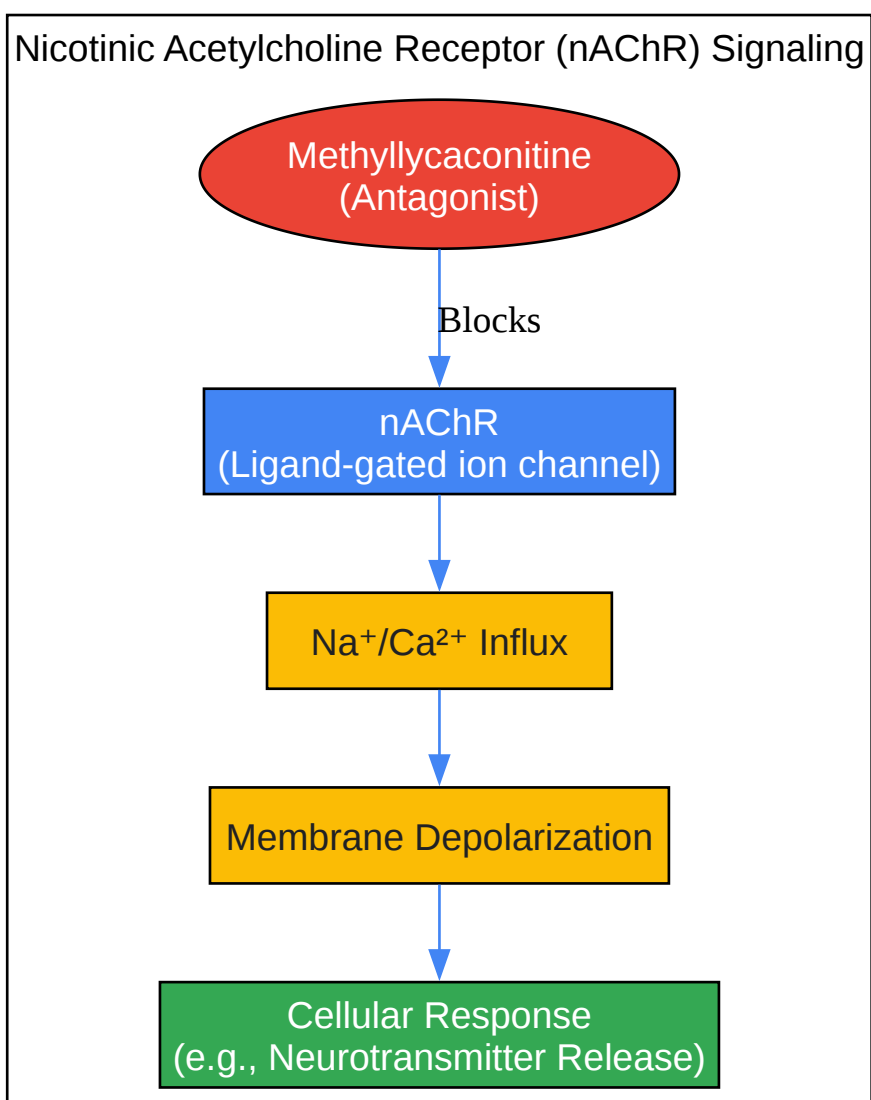 Nicotinic Acetylcholine Receptor (nAChR) Signaling
Methyllycaconitine
(Antagonist)
Blocks
nAChR
(Ligand-gated ion channel)
Na⁺/Ca²⁺ Influx
Membrane Depolarization
Cellular Response
(e.g., Neurotransmitter Release)